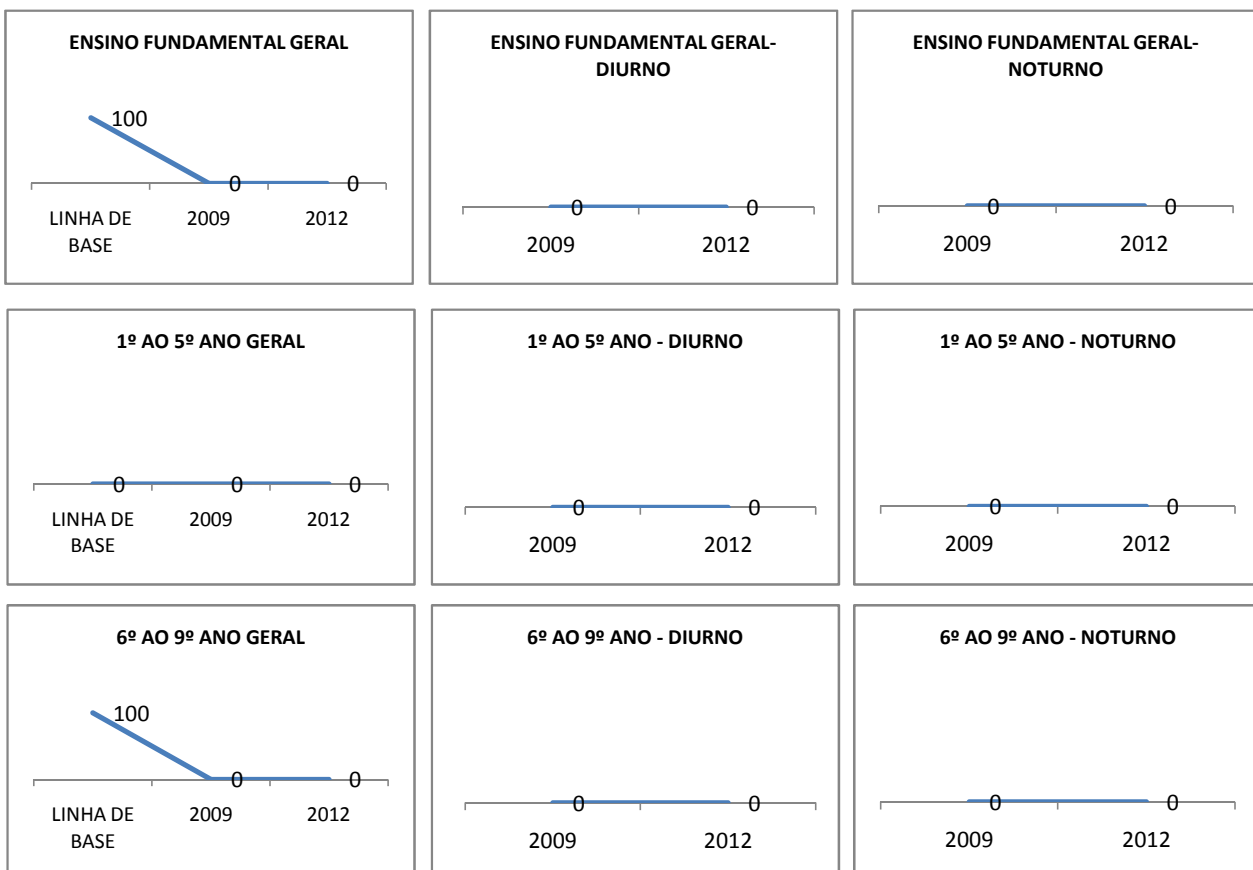 ENSINO FUNDAMENTAL GERAL
100
0
0
LINHA DE
BASE
2009
2012
ENSINO FUNDAMENTAL GERAL-
DIURNO
0
0
2009
2012
ENSINO FUNDAMENTAL GERAL-
NOTURNO
0
0
2009
2012
1º AO 5º ANO GERAL
0
0
0
LINHA DE
BASE
2009
2012
1º AO 5º ANO - DIURNO
0
0
2009
2012
1º AO 5º ANO - NOTURNO
0
0
2009
2012
6º AO 9º ANO GERAL
100
0
0
LINHA DE
BASE
2009
2012
6º AO 9º ANO - DIURNO
0
0
2009
2012
6º AO 9º ANO - NOTURNO
0
0
2009
2012